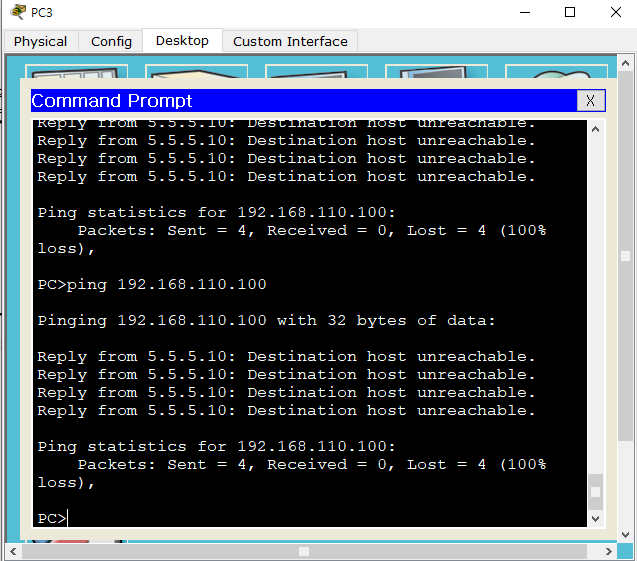 PC3
Physical Config Desktop Custom Interface
Command Prompt X
Reply from 5.5.5.10: Destination host unreachable.
Reply from 5.5.5.10: Destination host unreachable.
Reply from 5.5.5.10: Destination host unreachable.
Reply from 5.5.5.10: Destination host unreachable.
Ping statistics for 192.168.110.100:
Packets: Sent = 4, Received = 0, Lost = 4 (100%
loss),
PC>ping 192.168.110.100
Pinging 192.168.110.100 with 32 bytes of data:
Reply from 5.5.5.10: Destination host unreachable.
Reply from 5.5.5.10: Destination host unreachable.
Reply from 5.5.5.10: Destination host unreachable.
Reply from 5.5.5.10: Destination host unreachable.
Ping statistics for 192.168.110.100:
Packets: Sent = 4, Received = 0, Lost = 4 (100%
loss),
PC>